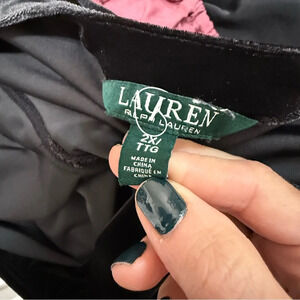 LAUREN
RALPH LAUREN
2X/
TTG
MADE IN
CHINA
FABRIQUÉ EN
CHINE